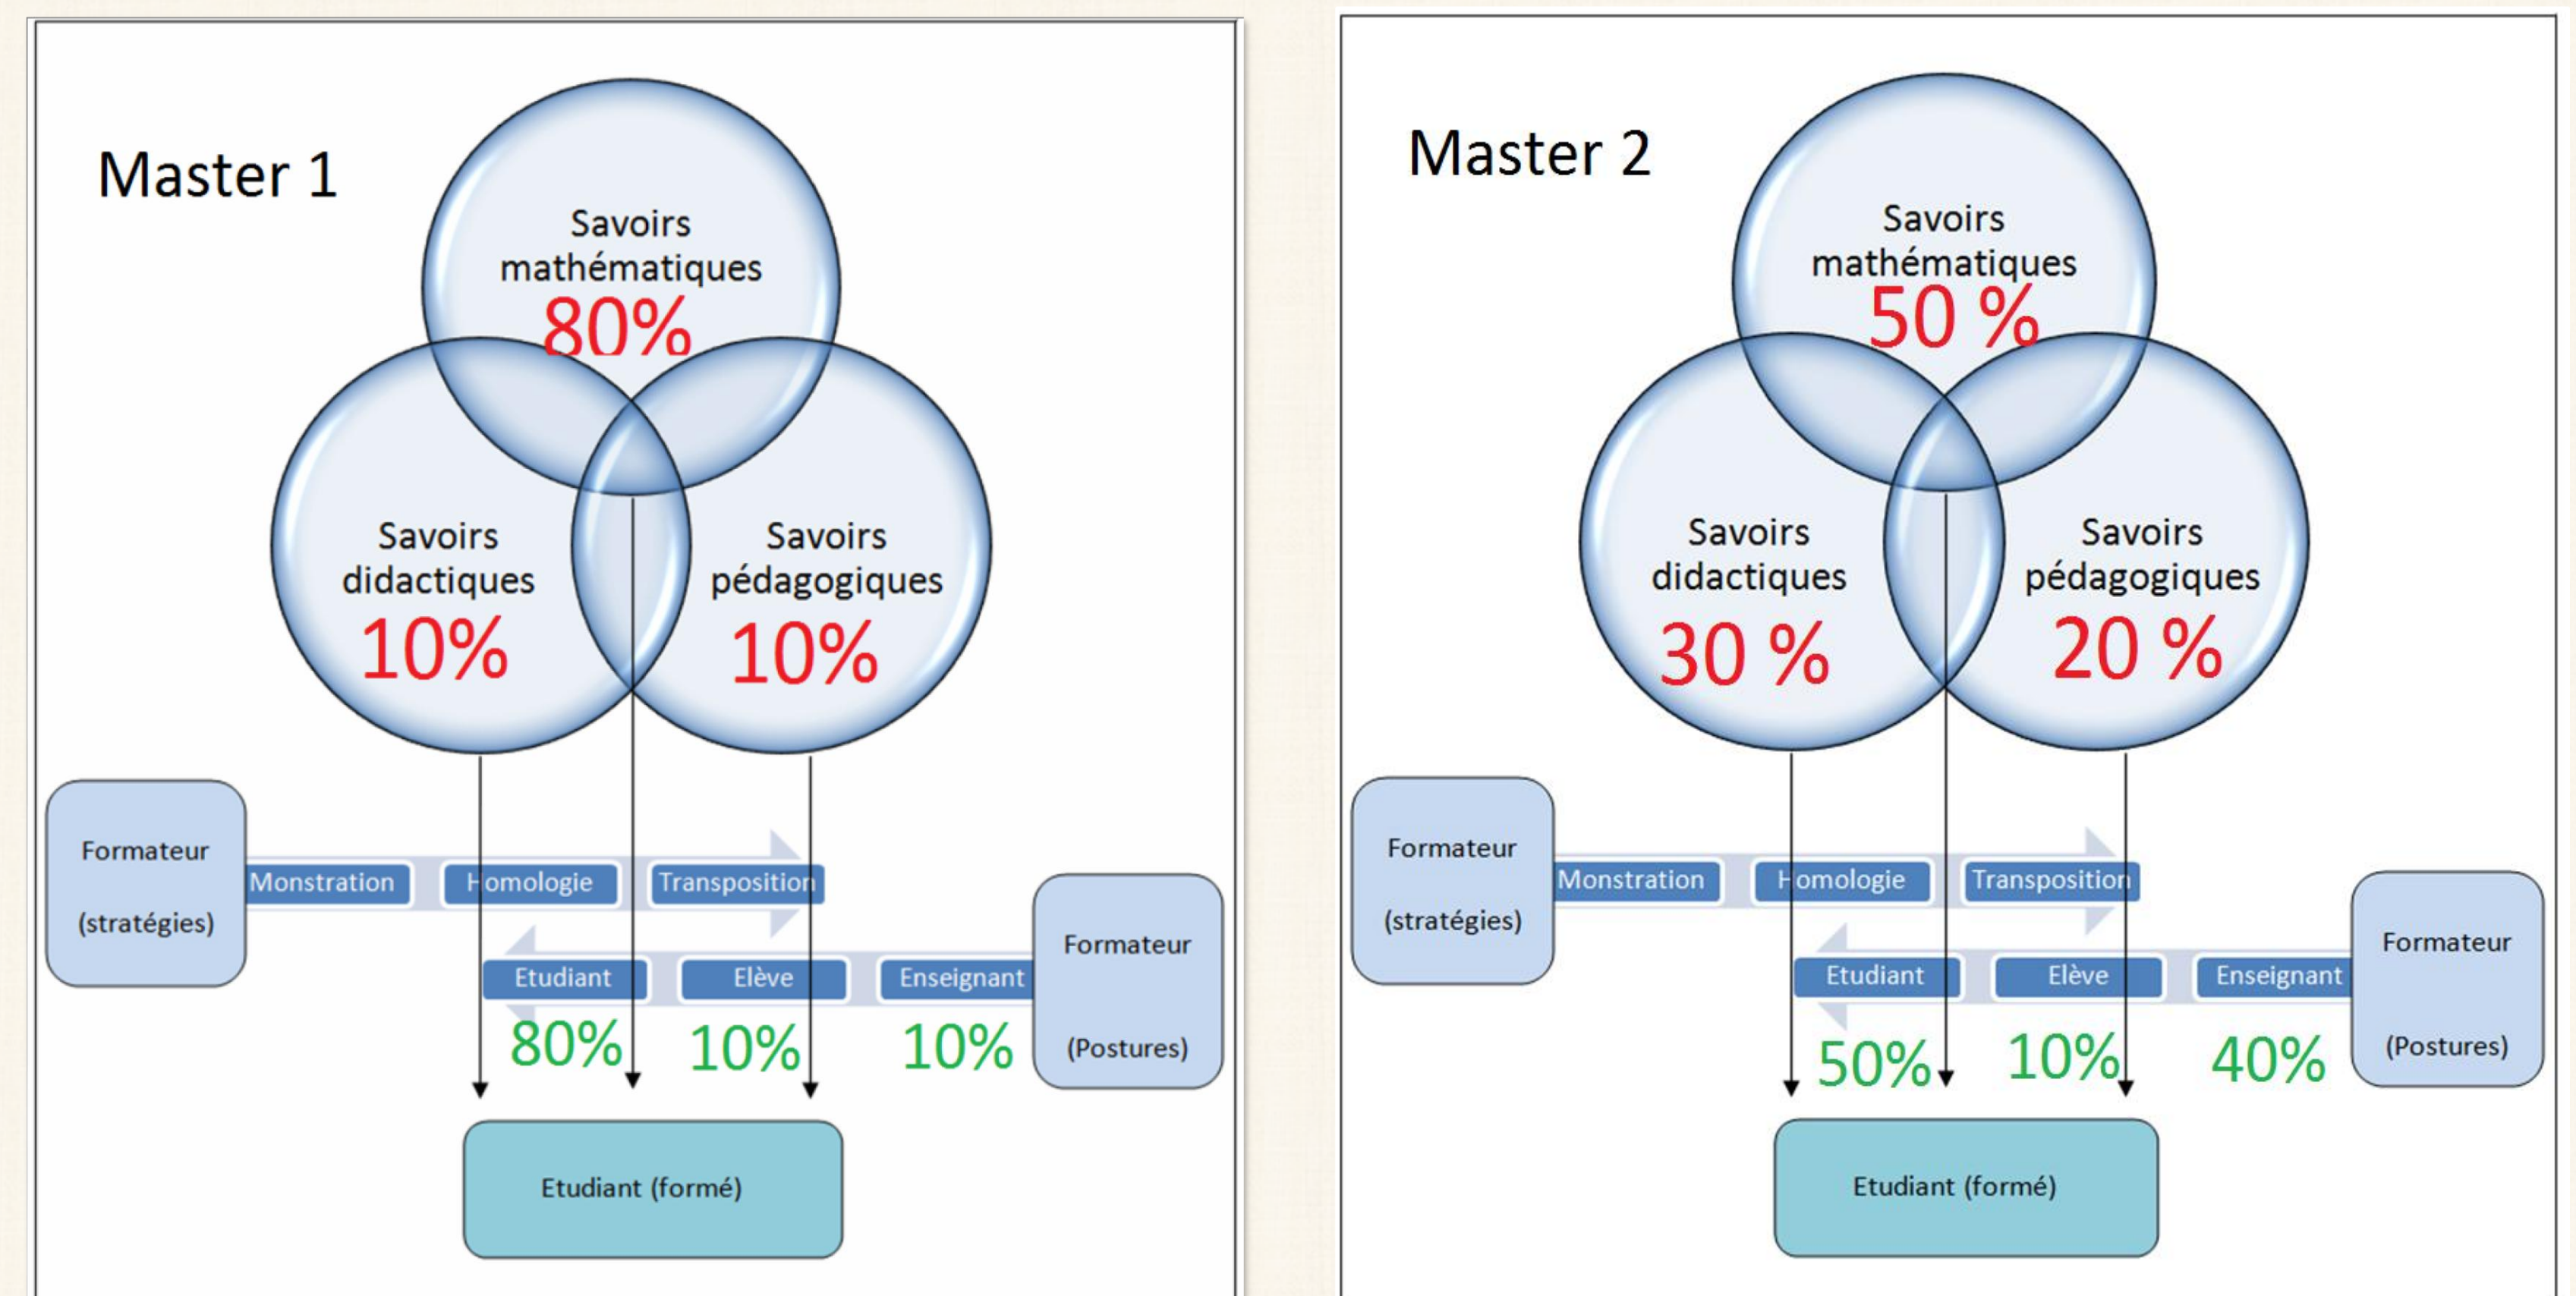 Master 1
Savoirs
mathématiques
80%
Savoirs
didactiques
10%
Savoirs
pédagogiques
10%
Formateur
(stratégies)
Monstration
Homologie
Transposition
Etudiant
Elève
Enseignant
80%
10%
10%
Formateur
(Postures)
Etudiant (formé)
Master 2
Savoirs
mathématiques
50 %
Savoirs
didactiques
30 %
Savoirs
pédagogiques
20 %
Formateur
(stratégies)
Monstration
Homologie
Transposition
Etudiant
Elève
Enseignant
50%
10%
40%
Formateur
(Postures)
Etudiant (formé)